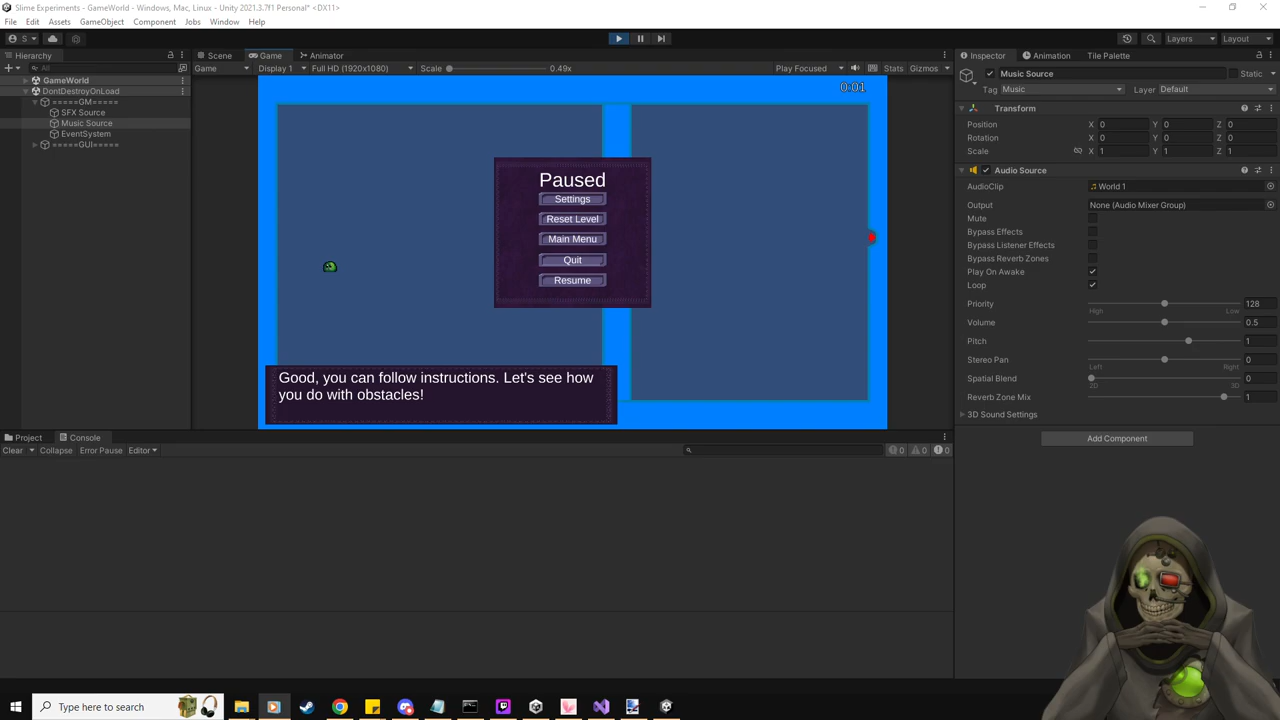 Slime Experiments - GameWorld - Windows, Mac, Linux - Unity 2021.3.7f1 Personal* <DX11>
File Edit Assets GameObject Component Jobs Window Help
S
Layers Layout
Hierarchy
All
GameWorld
DontDestroyOnLoad
=====GM=====
SFX Source
Music Source
EventSystem
=====GUI=====
Scene Game Animator
Game Display 1 Full HD (1920x1080) Scale 0.49x Play Focused Stats Gizmos
0:01
Paused
Settings
Reset Level
Main Menu
Quit
Resume
Good, you can follow instructions. Let's see how
you do with obstacles!
Inspector Animation Tile Palette
Music Source Static
Tag Music Layer Default
Transform
Position X 0 Y 0 Z 0
Rotation X 0 Y 0 Z 0
Scale X 1 Y 1 Z 1
Audio Source
AudioClip World 1
Output None (Audio Mixer Group)
Mute
Bypass Effects
Bypass Listener Effects
Bypass Reverb Zones
Play On Awake
Loop
Priority 128
High Low
Volume 0.5
Pitch 1
Stereo Pan 0
Left Right
Spatial Blend 0
2D 3D
Reverb Zone Mix 1
3D Sound Settings
Add Component
Project Console
Clear Collapse Error Pause Editor 0 0 0
Type here to search